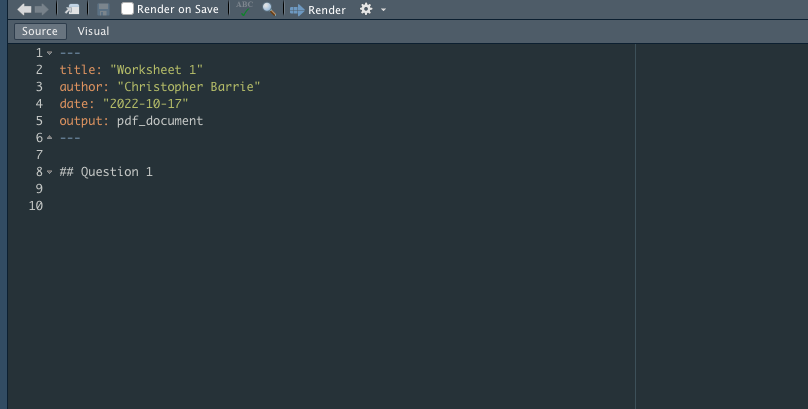 Render on Save ABC Render
Source Visual
1 ---
2 title: "Worksheet 1"
3 author: "Christopher Barrie"
4 date: "2022-10-17"
5 output: pdf_document
6 ---
7
8 ## Question 1
9
10